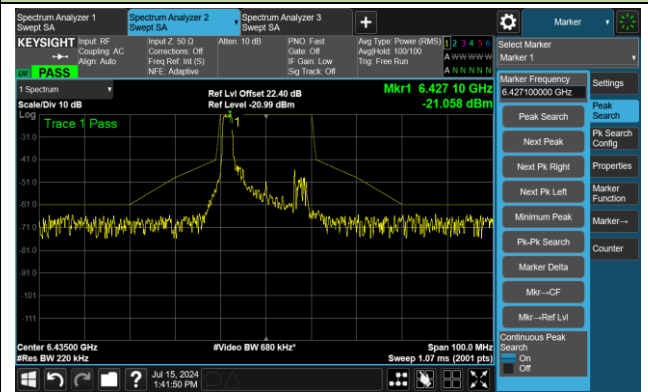 Spectrum Analyzer 1
Swept SA
Spectrum Analyzer 2
Swept SA
Spectrum Analyzer 3
Swept SA
Marker
KEYSIGHT
Input: RF
Coupling: AC
Align: Auto
Input Z: 50 Ω
Corrections: Off
Freq Ref: Int (S)
NFE: Adaptive
Atten: 10 dB
PNO: Fast
Gate: Off
IF Gain: Low
Sig Track: Off
Avg Type: Power (RMS)
Avg|Hold: 100/100
Trig: Free Run
1 2 3 4 5 6
A W W W W W
A N N N N N
LXI PASS
Select Marker
Marker 1
1 Spectrum
Scale/Div 10 dB
Log
Ref Lvl Offset 22.40 dB
Ref Level -20.99 dBm
Mkr1 6.427 10 GHz
-21.058 dBm
Trace 1 Pass
1
-31.0
-41.0
-51.0
-61.0
-71.0
-81.0
-91.0
-101
-111
Center 6.43500 GHz
#Res BW 220 kHz
#Video BW 680 kHz*
Span 100.0 MHz
Sweep 1.07 ms (2001 pts)
Marker Frequency
6.427100000 GHz
Peak Search
Next Peak
Next Pk Right
Next Pk Left
Minimum Peak
Pk-Pk Search
Marker Delta
Mkr→CF
Mkr→Ref Lvl
Continuous Peak
Search
On
Off
Settings
Peak
Search
Pk Search
Config
Properties
Marker
Function
Marker→
Counter
Jul 15, 2024
1:41:50 PM